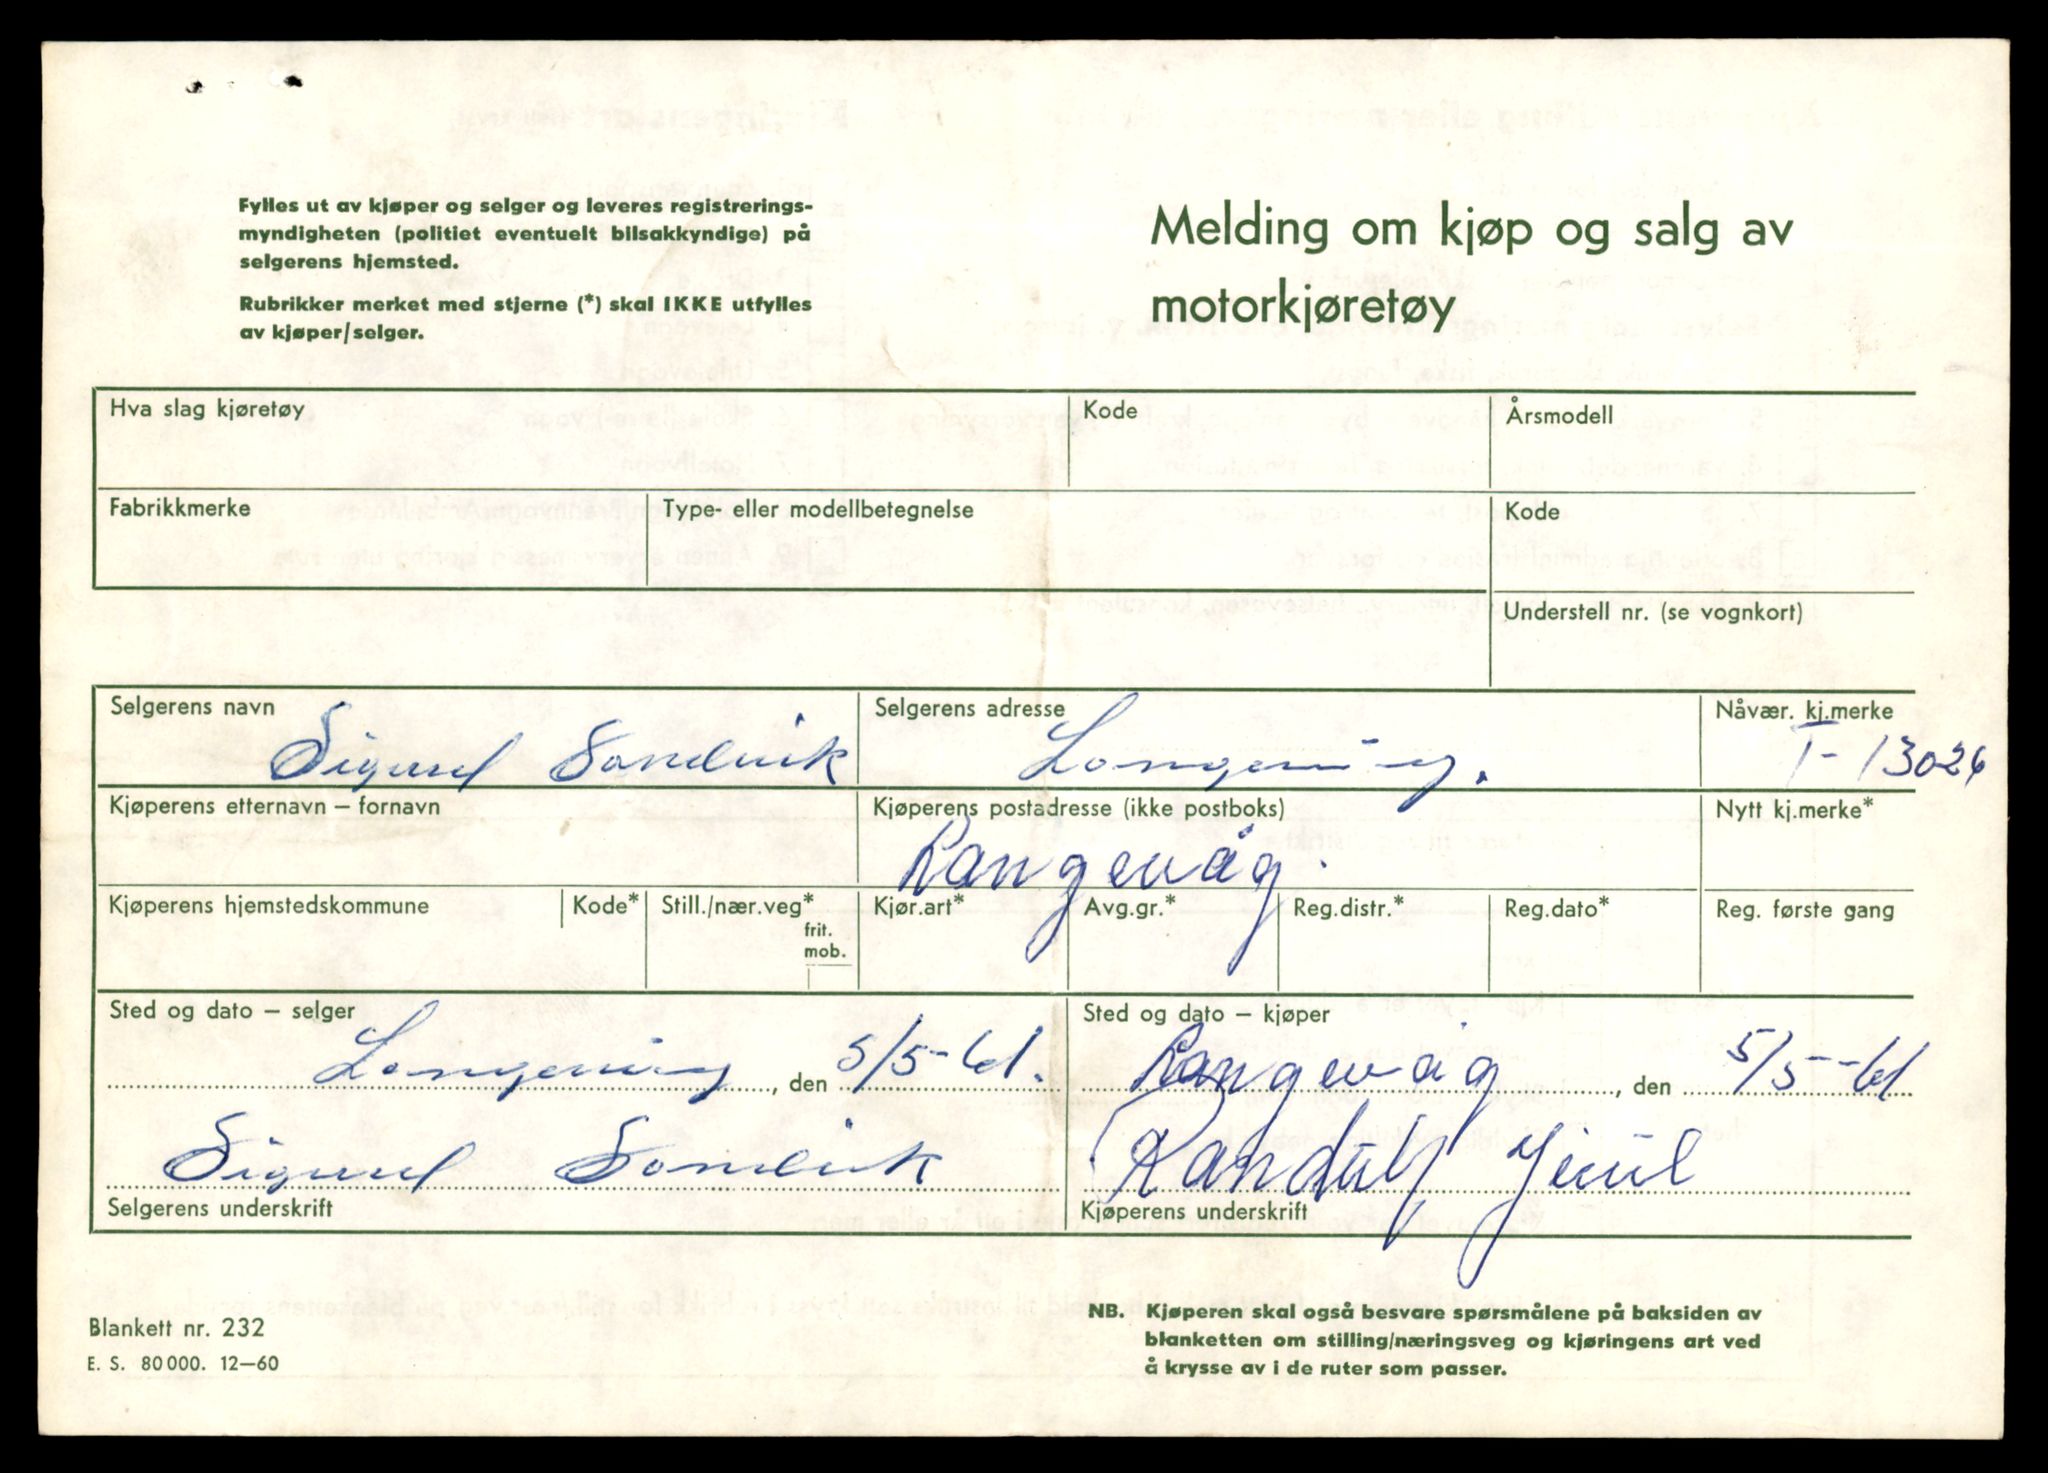 Fylles ut av kjøper og selger og leveres registrerings-
myndigheten (politiet eventuelt bilsakkyndige) på
selgerens hjemsted.
Rubrikker merket med stjerne (*) skal IKKE utfylles
av kjøper/selger.
Melding om kjøp og salg av
motorkjøretøy
Hva slag kjøretøy
Kode
Årsmodell
Fabrikkmerke
Type- eller modellbetegnelse
Kode
Understell nr. (se vognkort)
Selgerens navn
Selgerens adresse
Nåvær. kj.merke
Sigurd Sandvik
Langevåg.
T-13026
Kjøperens etternavn – fornavn
Kjøperens postadresse (ikke postboks)
Nytt kj.merke*
Langevåg.
Kjøperens hjemstedskommune
Kode*
Still./nær.veg*
frit.
mob.
Kjør.art*
Avg.gr.*
Reg.distr.*
Reg.dato*
Reg. første gang
Sted og dato – selger
Langevåg, den 5/5-61.
Sigurd Sandvik
Selgerens underskrift
Sted og dato – kjøper
Langevåg, den 5/5-61
Randulf
Kjøperens underskrift
Blankett nr. 232
E. S. 80000. 12–60
NB. Kjøperen skal også besvare spørsmålene på baksiden av
blanketten om stilling/næringsveg og kjøringens art ved
å krysse av i de ruter som passer.